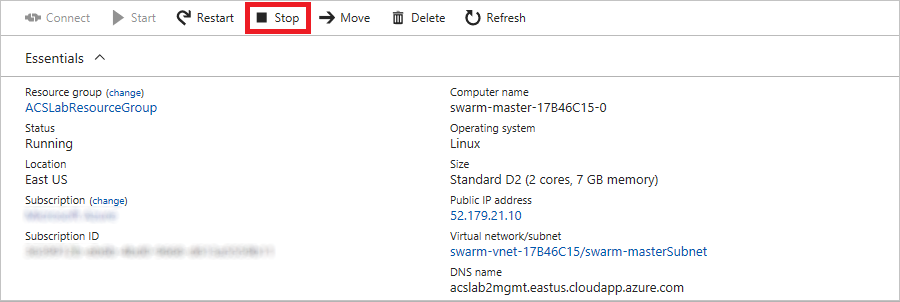 Connect Start Restart Stop Move Delete Refresh
Essentials
Resource group (change)
ACSLabResourceGroup
Status
Running
Location
East US
Subscription (change)
Subscription ID
Computer name
swarm-master-17B46C15-0
Operating system
Linux
Size
Standard D2 (2 cores, 7 GB memory)
Public IP address
52.179.21.10
Virtual network/subnet
swarm-vnet-17B46C15/swarm-masterSubnet
DNS name
acslab2mgmt.eastus.cloudapp.azure.com